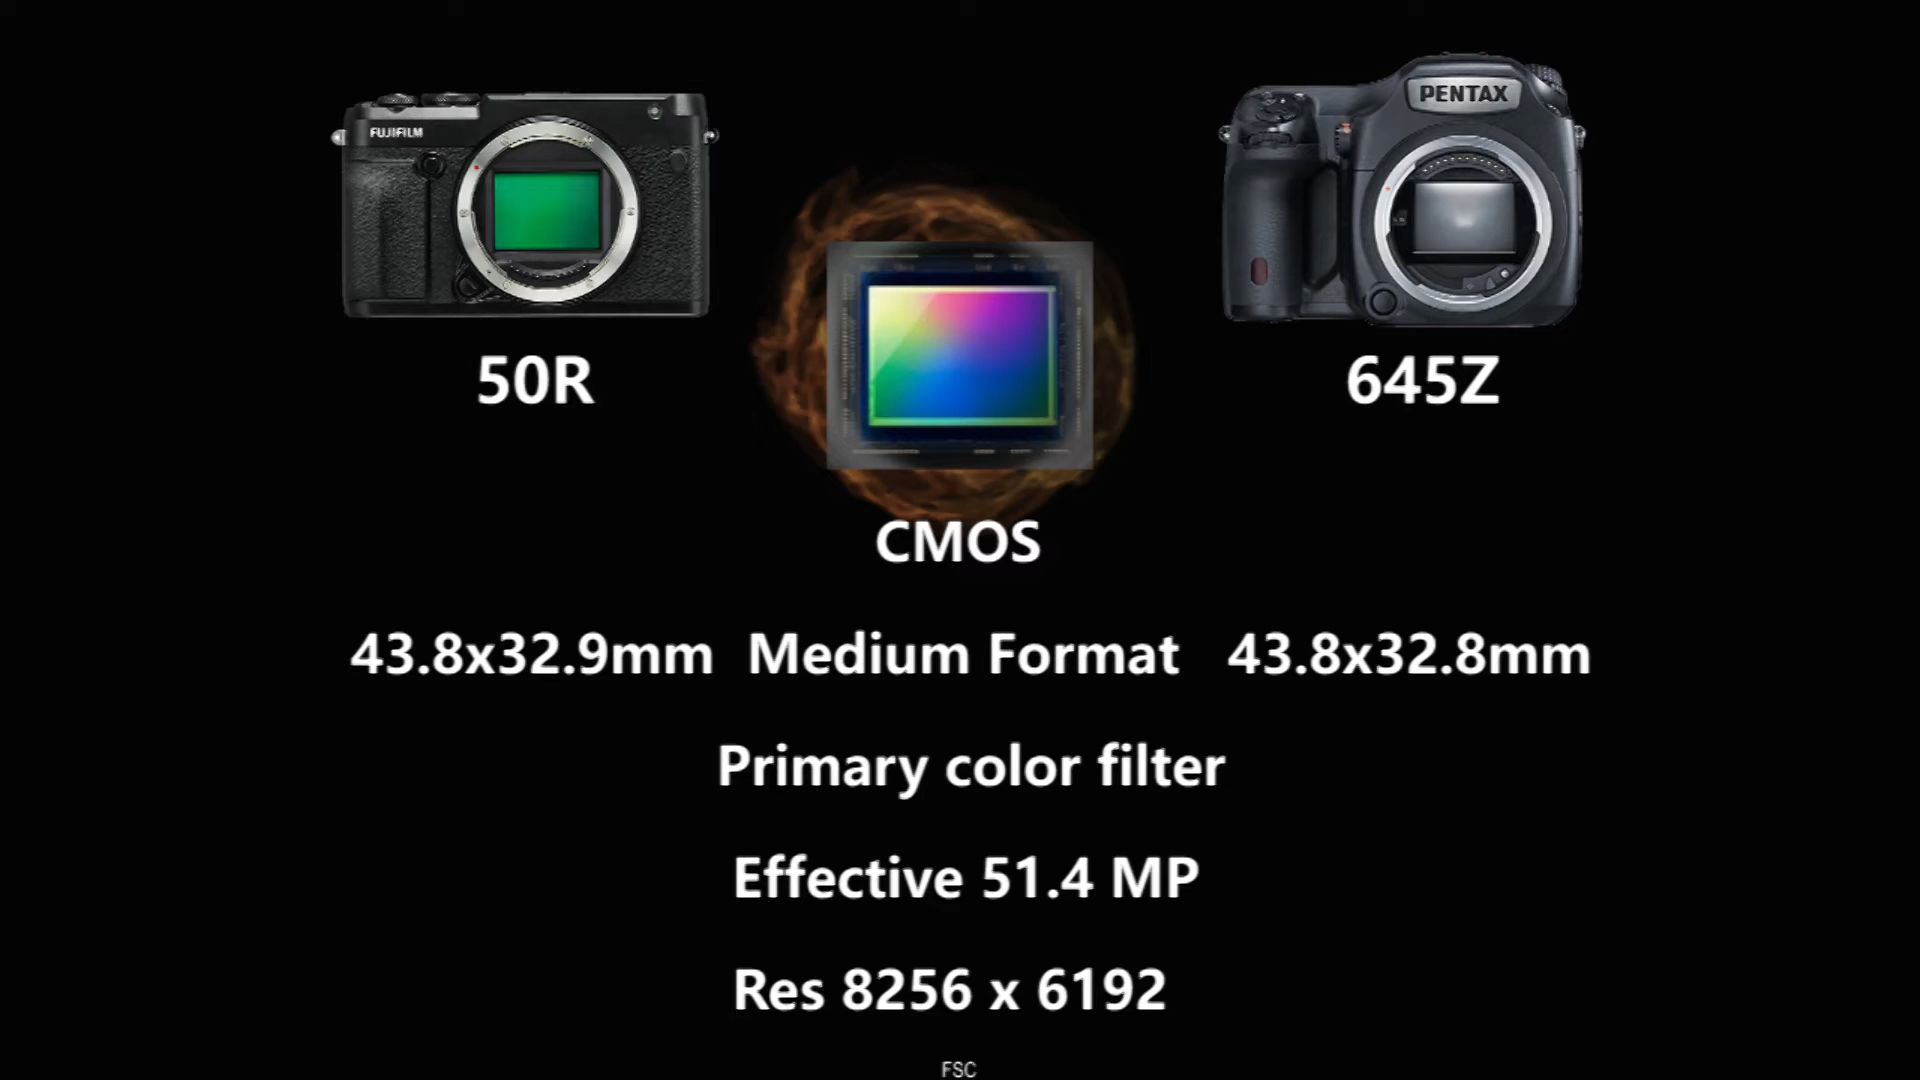 FUJIFILM
PENTAX
50R
645Z
CMOS
43.8x32.9mm Medium Format 43.8x32.8mm
Primary color filter
Effective 51.4 MP
Res 8256 x 6192
FSC